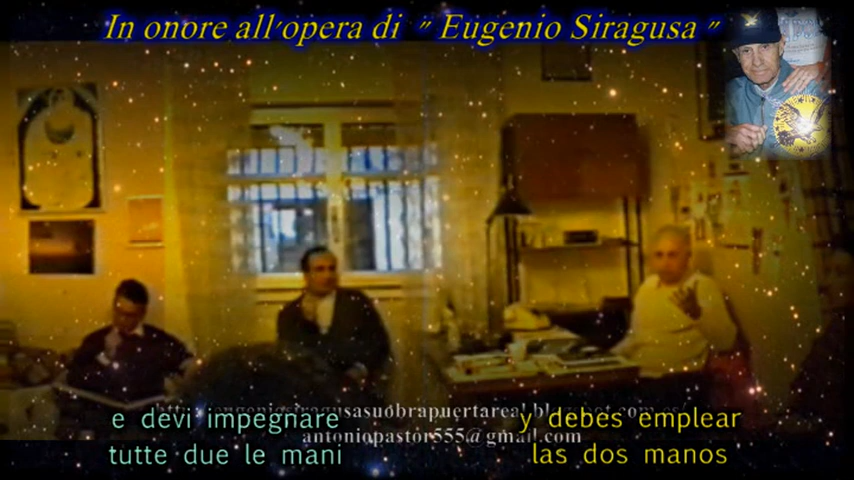 In onore all'opera di " Eugenio Siragusa "
e devi impegnare
y debes emplear
antoniopastor555@gmail.com
tutte due le mani
las dos manos